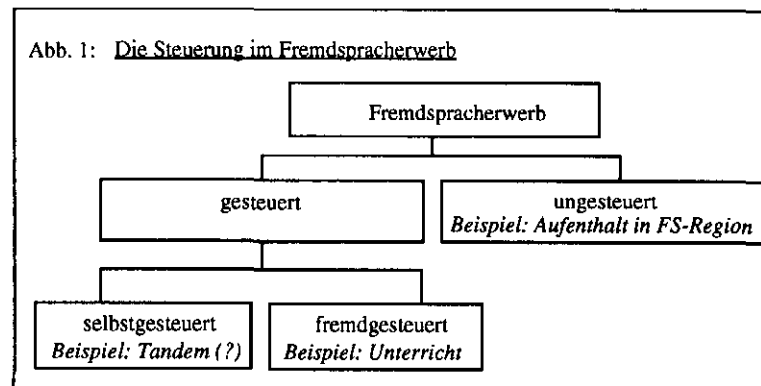 Abb. 1: Die Steuerung im Fremdspracherwerb
Fremdspracherwerb
gesteuert
ungesteuert
Beispiel: Aufenthalt in FS-Region
selbstgesteuert
Beispiel: Tandem (?)
fremdgesteuert
Beispiel: Unterricht